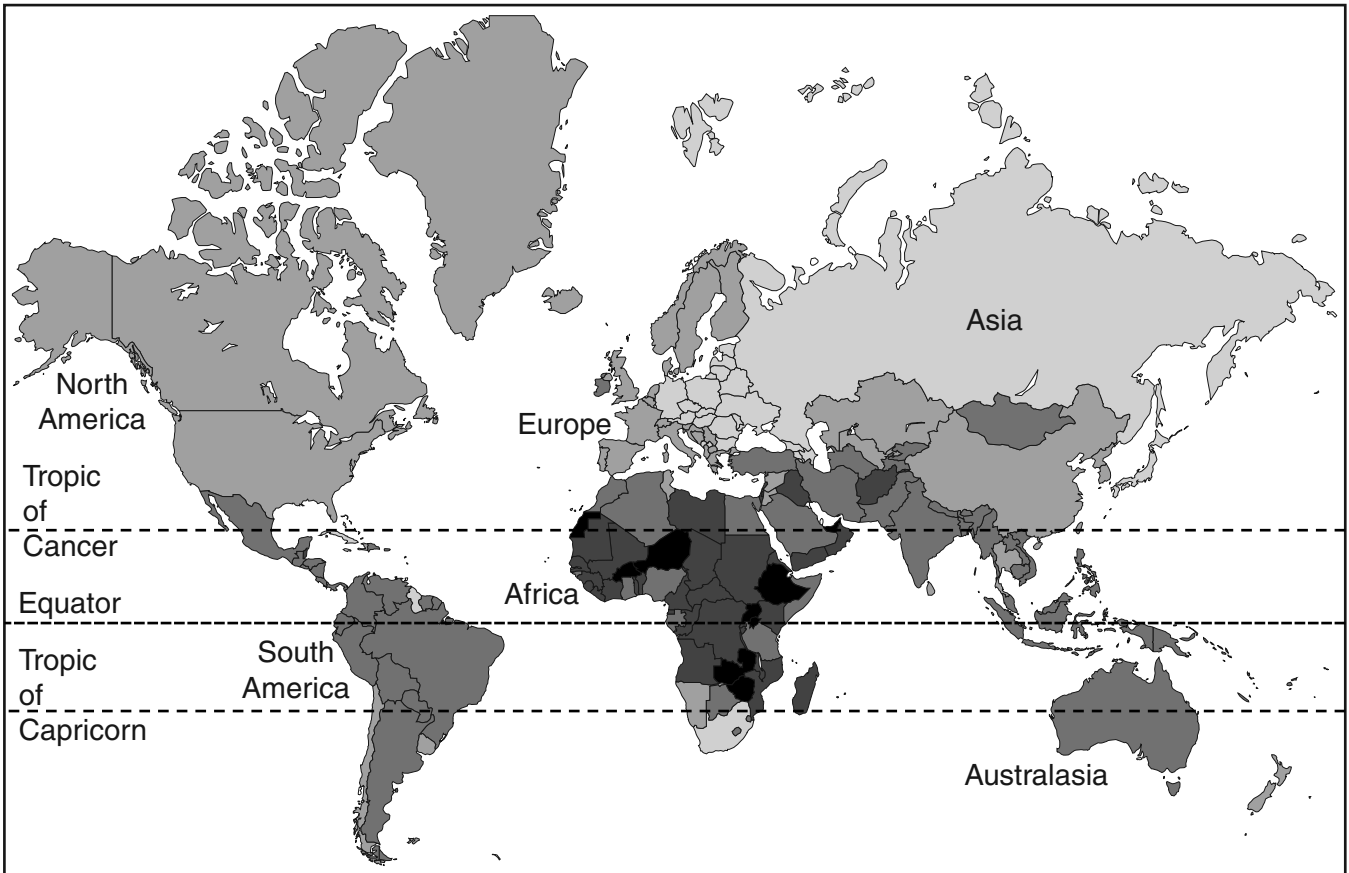 Asia
North
America
Europe
Tropic
of
Cancer
Africa
Equator
South
America
Tropic
of
Capricorn
Australasia